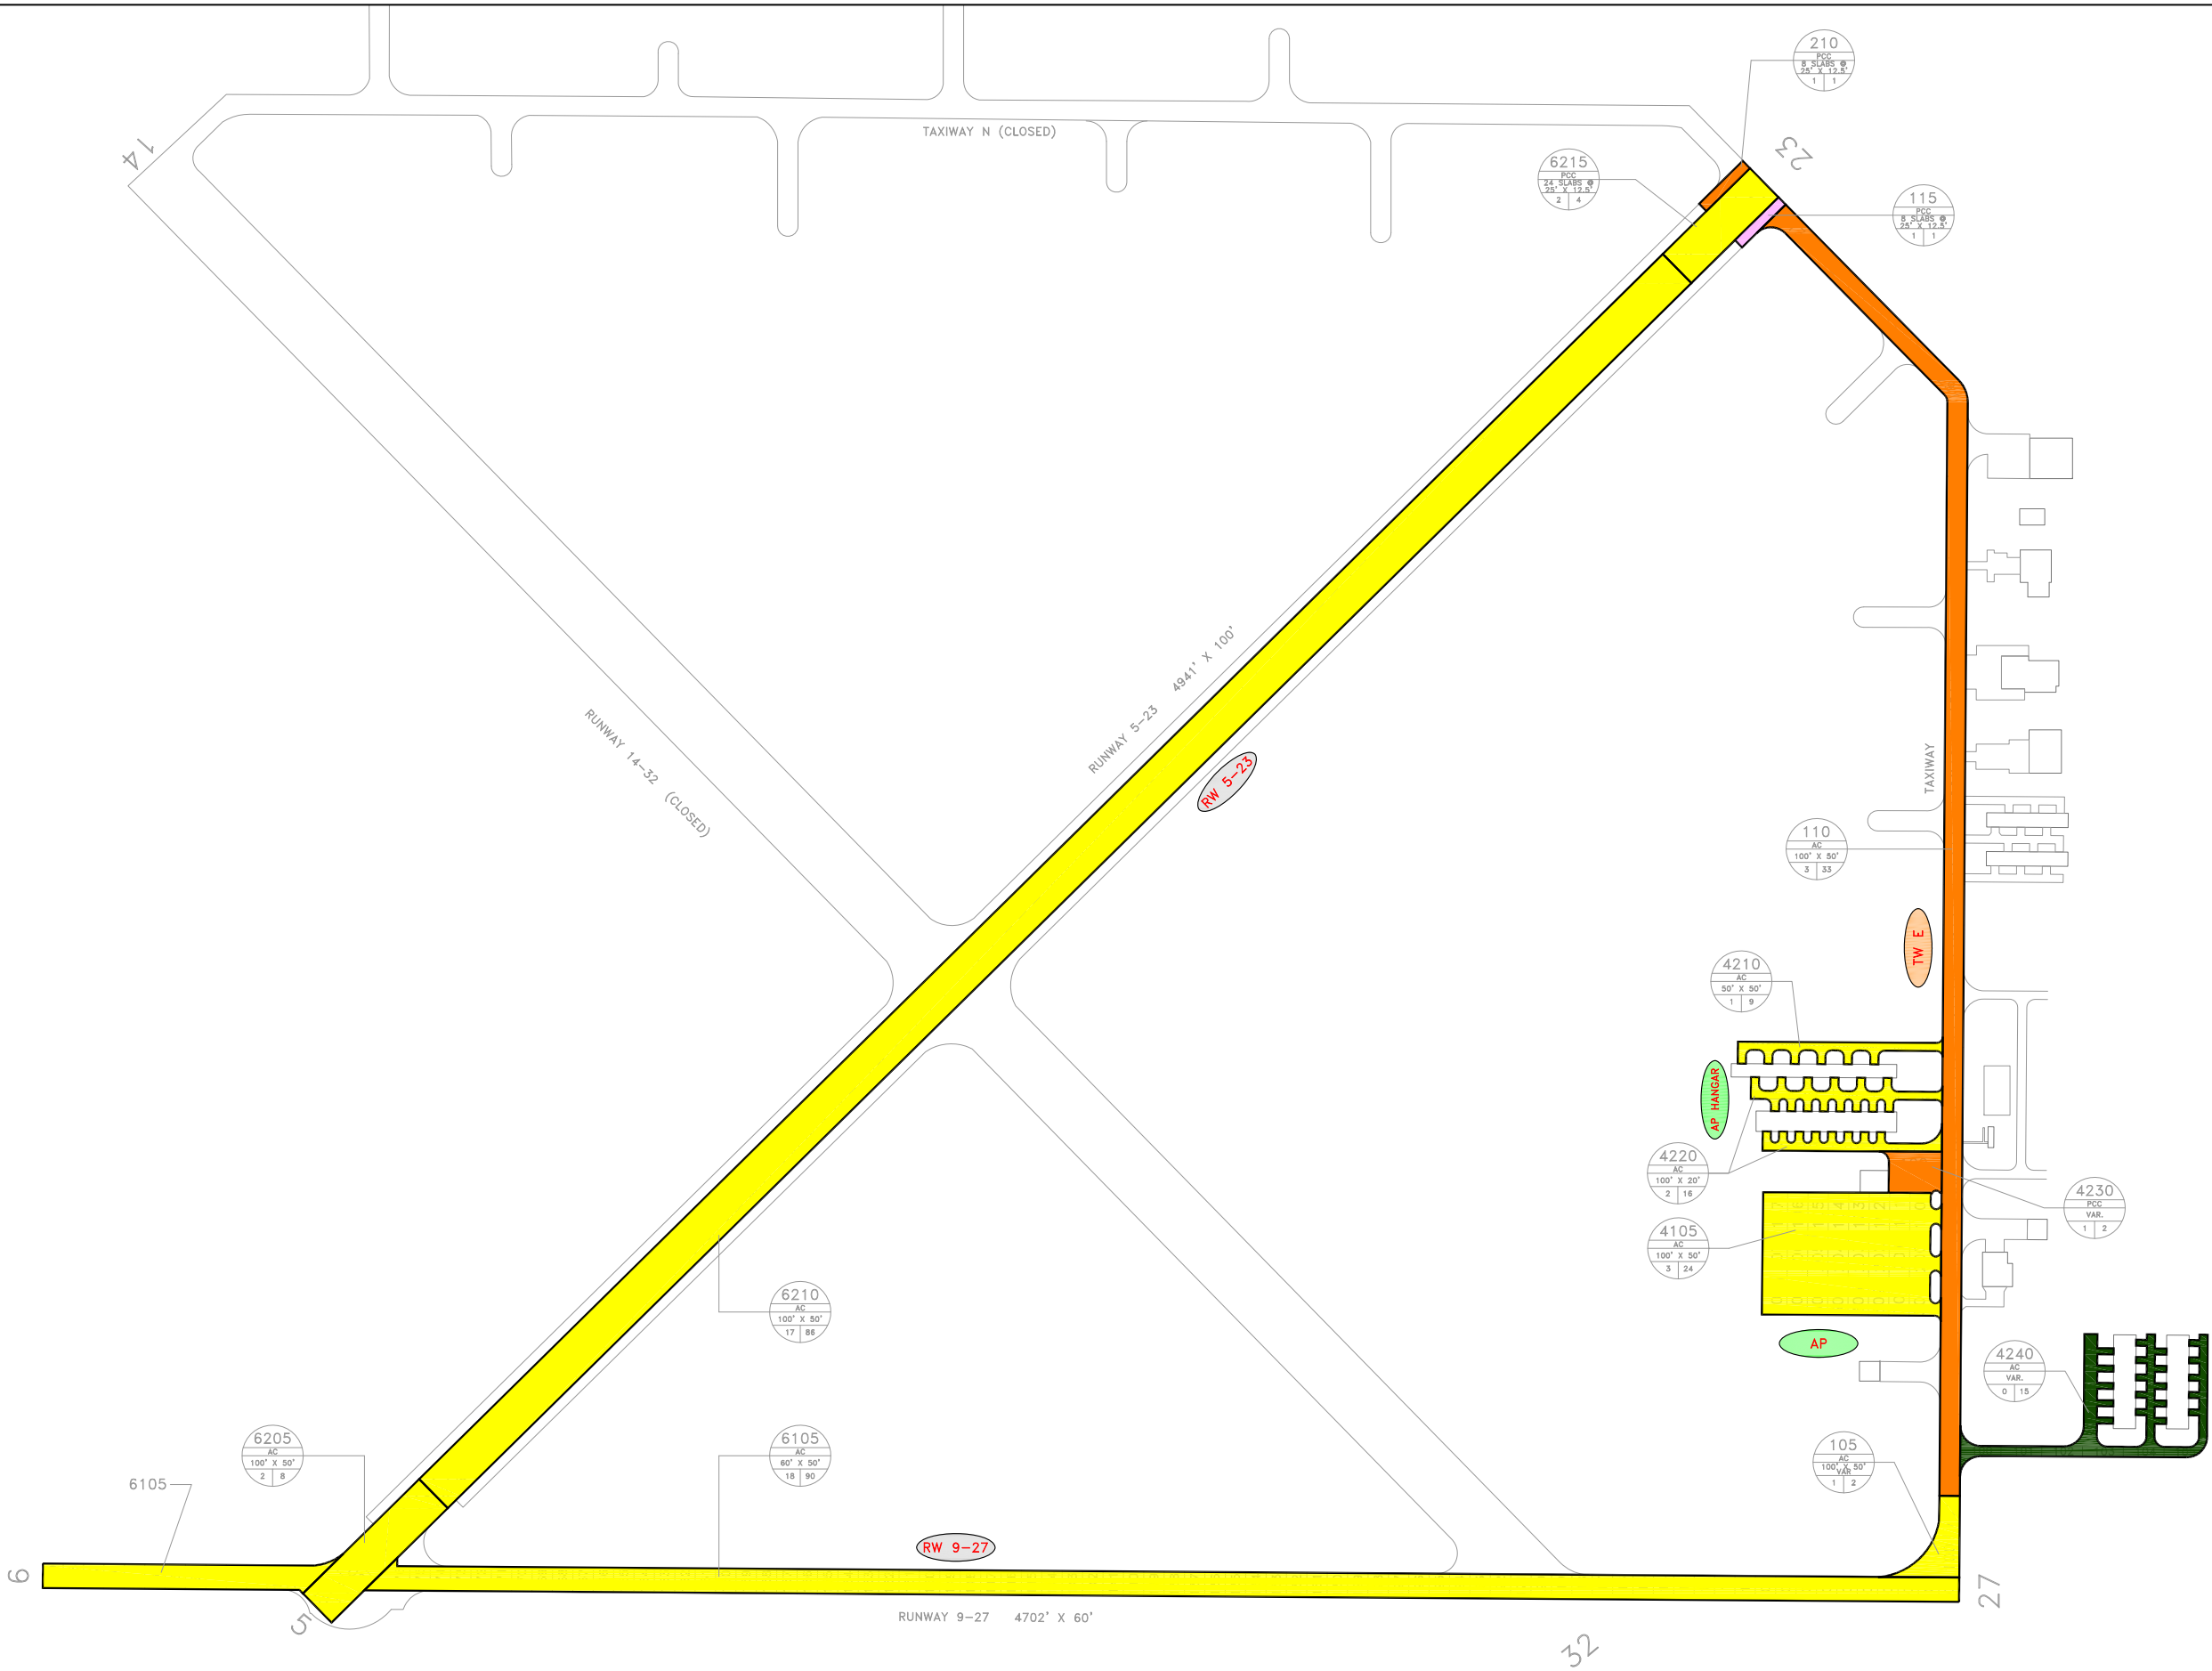 210
PCC
8 SLABS @
25' X 12.5'
1 1
14
TAXIWAY N (CLOSED)
23
6215
PCC
24 SLABS @
25' X 12.5'
2 4
115
PCC
8 SLABS @
25' X 12.5'
1 1
RUNWAY 14-32 (CLOSED)
RUNWAY 5-23 4941' X 100'
RW 5-23
TAXIWAY
110
AC
100' X 50'
3 33
TW E
4210
AC
50' X 50'
1 9
AP HANGAR
4220
AC
100' X 20'
2 16
4230
PCC
VAR.
1 2
4105
AC
100' X 50'
3 24
6210
AC
100' X 50'
17 86
AP
4240
AC
VAR.
0 15
6205
AC
100' X 50'
2 8
6105
AC
60' X 50'
18 90
105
AC
100' X 50'
VAR
1 2
6105
RW 9-27
9
5
RUNWAY 9-27 4702' X 60'
27
32